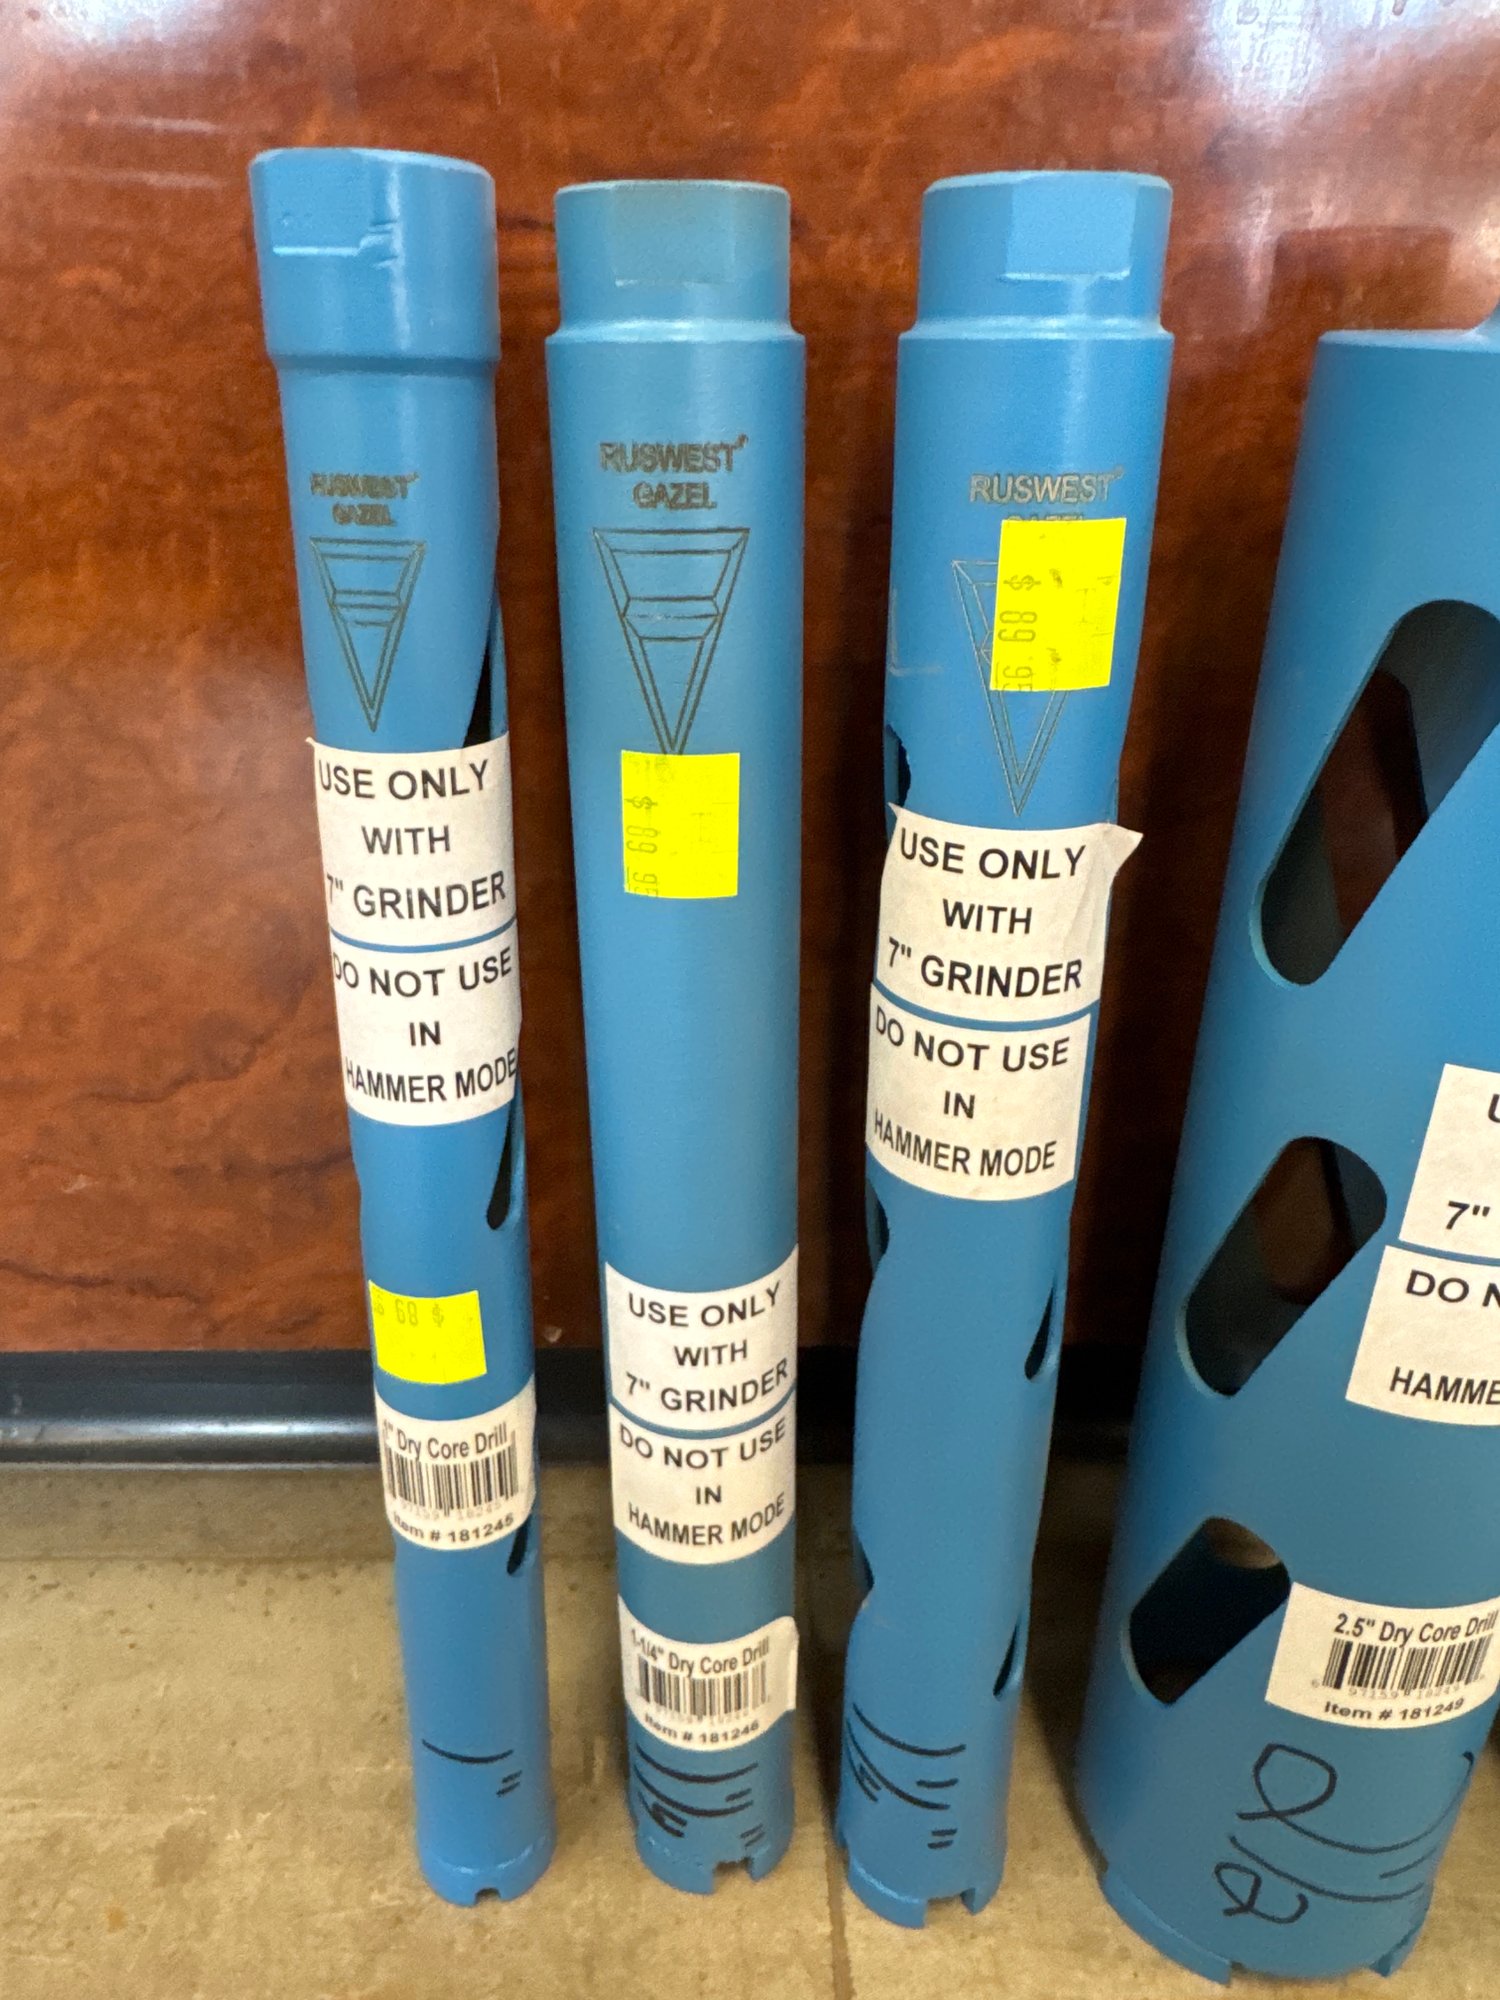 RUSWEST
GAZEL
USE ONLY
WITH
7" GRINDER
DO NOT USE
IN
HAMMER MODE
1" Dry Core Drill
Item # 181245
RUSWEST
GAZEL
$ 89.95
USE ONLY
WITH
7" GRINDER
DO NOT USE
IN
HAMMER MODE
1-1/4" Dry Core Drill
Item # 181246
RUSWEST
$ 89.95
USE ONLY
WITH
7" GRINDER
DO NOT USE
IN
HAMMER MODE
7"
DO
HAMME
2.5" Dry Core Drill
Item # 181249